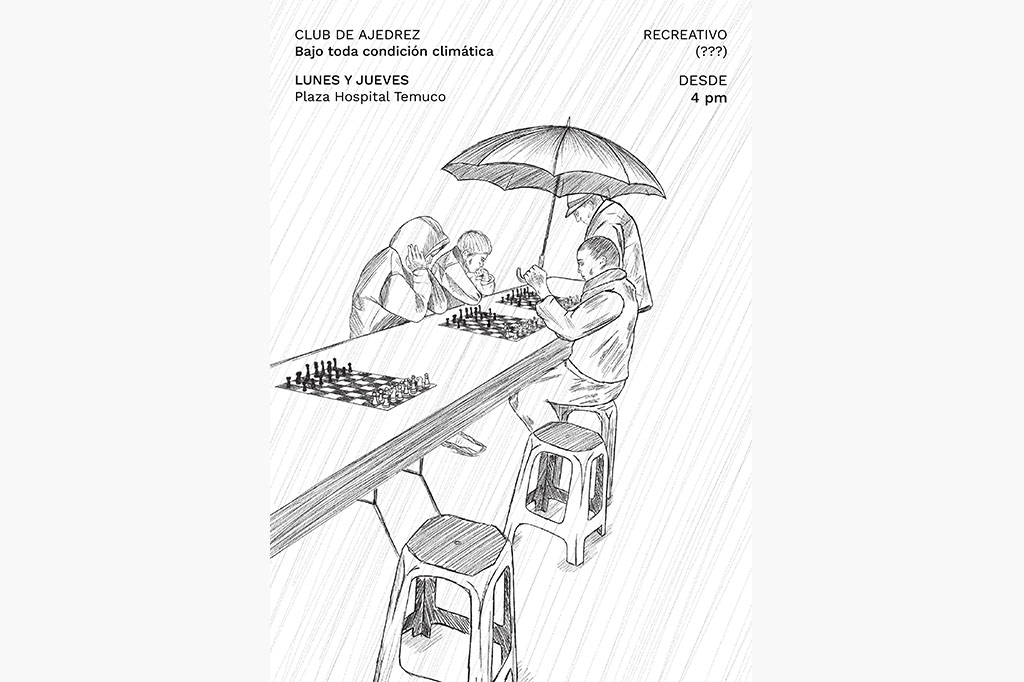 CLUB DE AJEDREZ
Bajo toda condición climática
LUNES Y JUEVES
Plaza Hospital Temuco
RECREATIVO
(???)
DESDE
4 pm